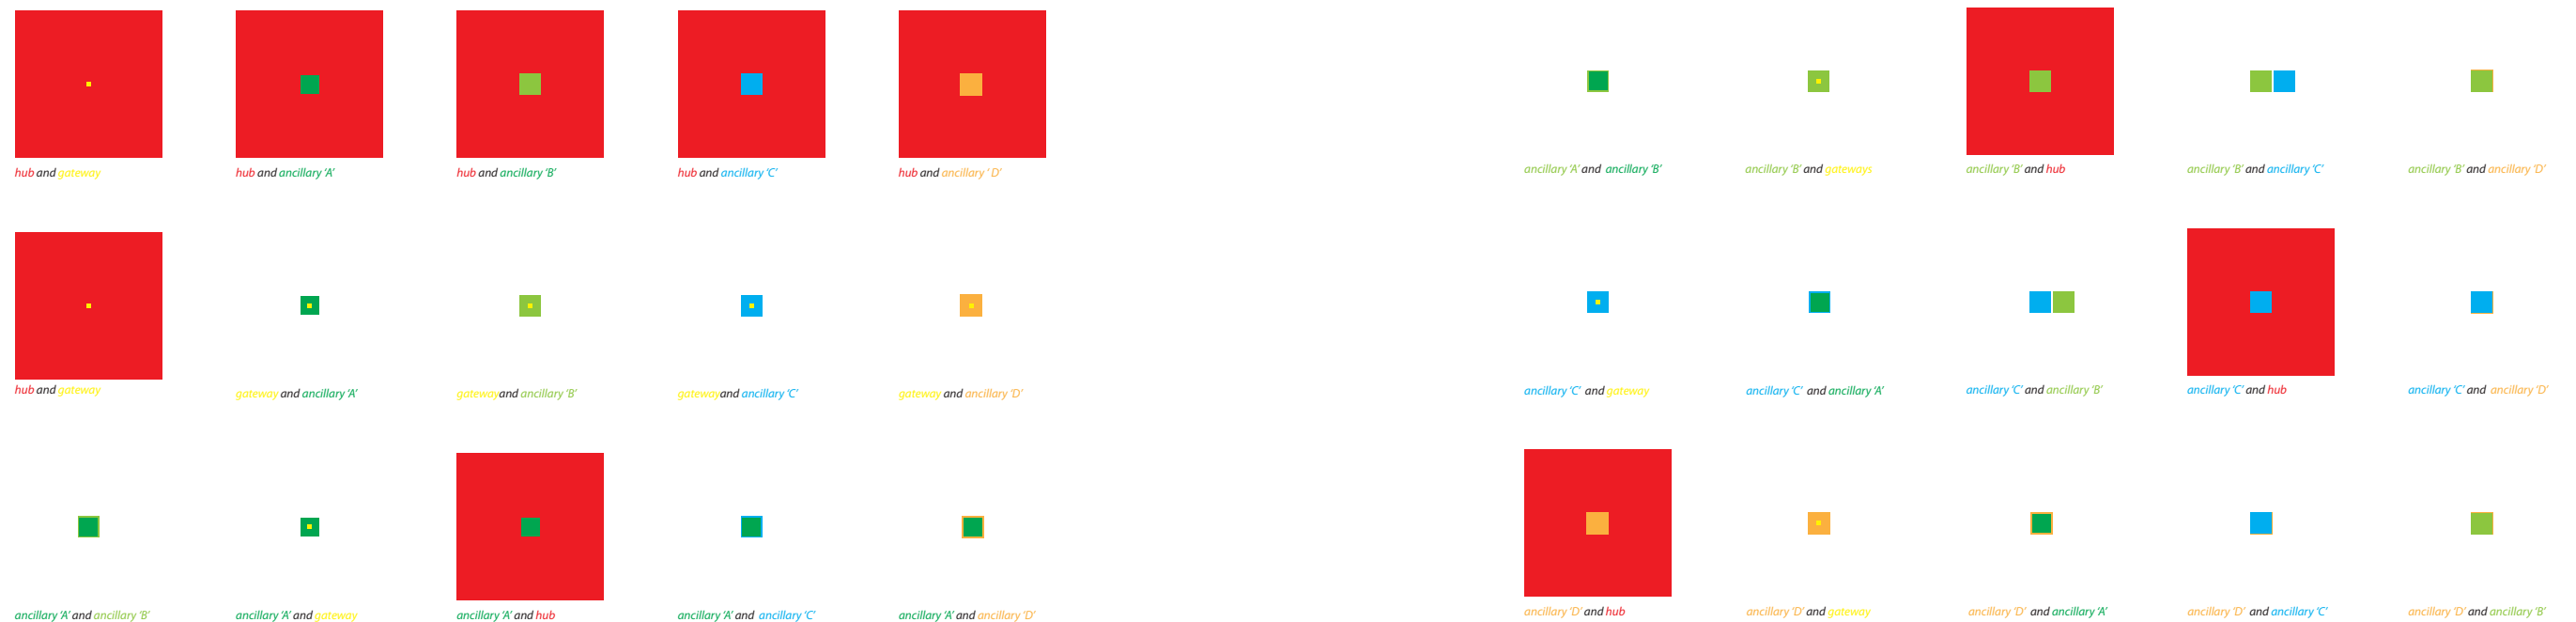 hub and gateway
hub and ancillary ‘A’
hub and ancillary ‘B’
hub and ancillary ‘C’
hub and ancillary ‘ D’
ancillary ‘A’ and ancillary ‘B’
ancillary ‘B’ and gateways
ancillary ‘B’ and hub
ancillary ‘B’ and ancillary ‘C’
ancillary ‘B’ and ancillary ‘D’
hub and gateway
gateway and ancillary ‘A’
gatewayand ancillary ‘B’
gatewayand ancillary ‘C’
gateway and ancillary ‘D’
ancillary ‘C’ and gateway
ancillary ‘C’ and ancillary ‘A’
ancillary ‘C’ and ancillary ‘B’
ancillary ‘C’ and hub
ancillary ‘C’ and ancillary ‘D’
ancillary ‘A’ and ancillary ‘B’
ancillary ‘A’ and gateway
ancillary ‘A’ and hub
ancillary ‘A’ and ancillary ‘C’
ancillary ‘A’ and ancillary ‘D’
ancillary ‘D’ and hub
ancillary ‘D’ and gateway
ancillary ‘D’ and ancillary ‘A’
ancillary ‘D’ and ancillary ‘C’
ancillary ‘D’ and ancillary ‘B’